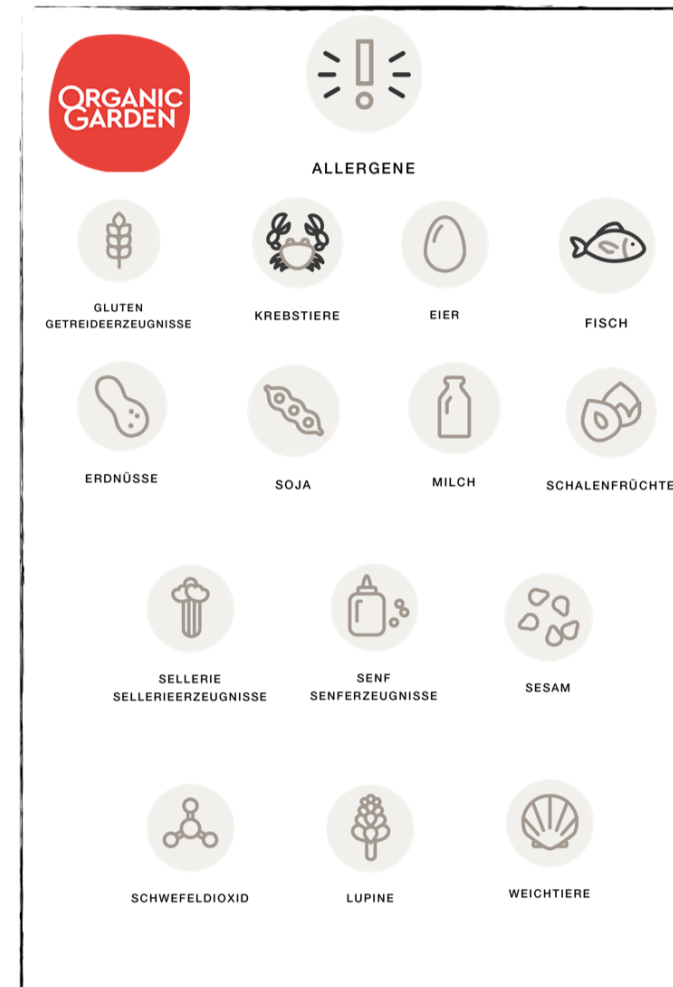 ORGANIC
GARDEN
ALLERGENE
GLUTEN
GETREIDEERZEUGNISSE
KREBSTIERE
EIER
FISCH
ERDNÜSSE
SOJA
MILCH
SCHALENFRÜCHTE
SELLERIE
SELLERIEERZEUGNISSE
SENF
SENFERZEUGNISSE
SESAM
SCHWEFELDIOXID
LUPINE
WEICHTIERE